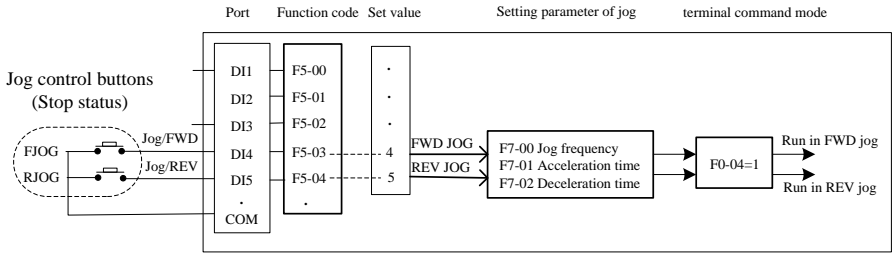 Port Function code Set value Setting parameter of jog terminal command mode
Jog control buttons
(Stop status)
FJOG
RJOG
Jog/FWD
Jog/REV
DI1
DI2
DI3
DI4
DI5
.
COM
F5-00
F5-01
F5-02
F5-03
F5-04
.
.
.
.
4
5
.
FWD JOG
REV JOG
F7-00 Jog frequency
F7-01 Acceleration time
F7-02 Deceleration time
F0-04=1
Run in FWD jog
Run in REV jog